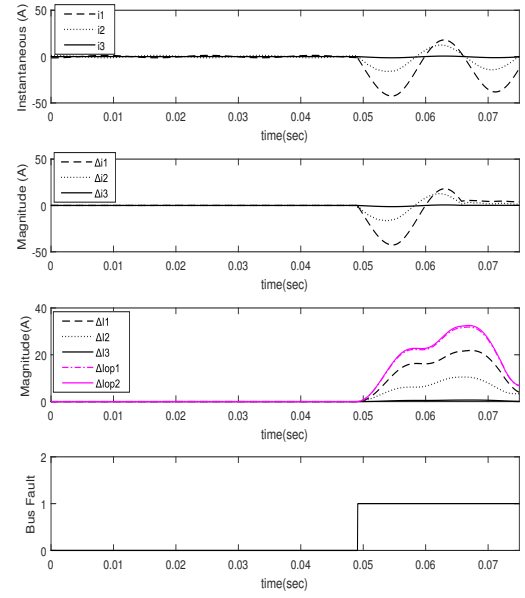 50
0
-50
Instantaneous (A)
i1
i2
i3
0 0.01 0.02 0.03 0.04 0.05 0.06 0.07
time(sec)
50
0
-50
Magnitude (A)
Δi1
Δi2
Δi3
0 0.01 0.02 0.03 0.04 0.05 0.06 0.07
time(sec)
40
20
0
Magnitude(A)
ΔI1
ΔI2
ΔI3
ΔIop1
ΔIop2
0 0.01 0.02 0.03 0.04 0.05 0.06 0.07
time(sec)
2
1
0
Bus Fault
0 0.01 0.02 0.03 0.04 0.05 0.06 0.07
time(sec)